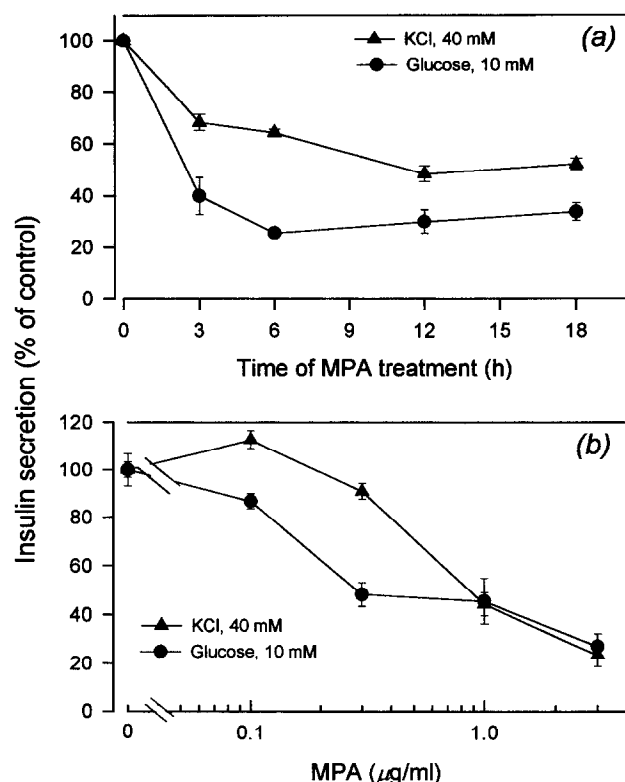 (a)
KCl, 40 mM
Glucose, 10 mM
100
80
60
40
20
0
0 3 6 9 12 15 18
Time of MPA treatment (h)
Insulin secretion (% of control)
(b)
120
100
80
60
40
20
0
KCl, 40 mM
Glucose, 10 mM
0 0.1 1.0
MPA (µg/ml)